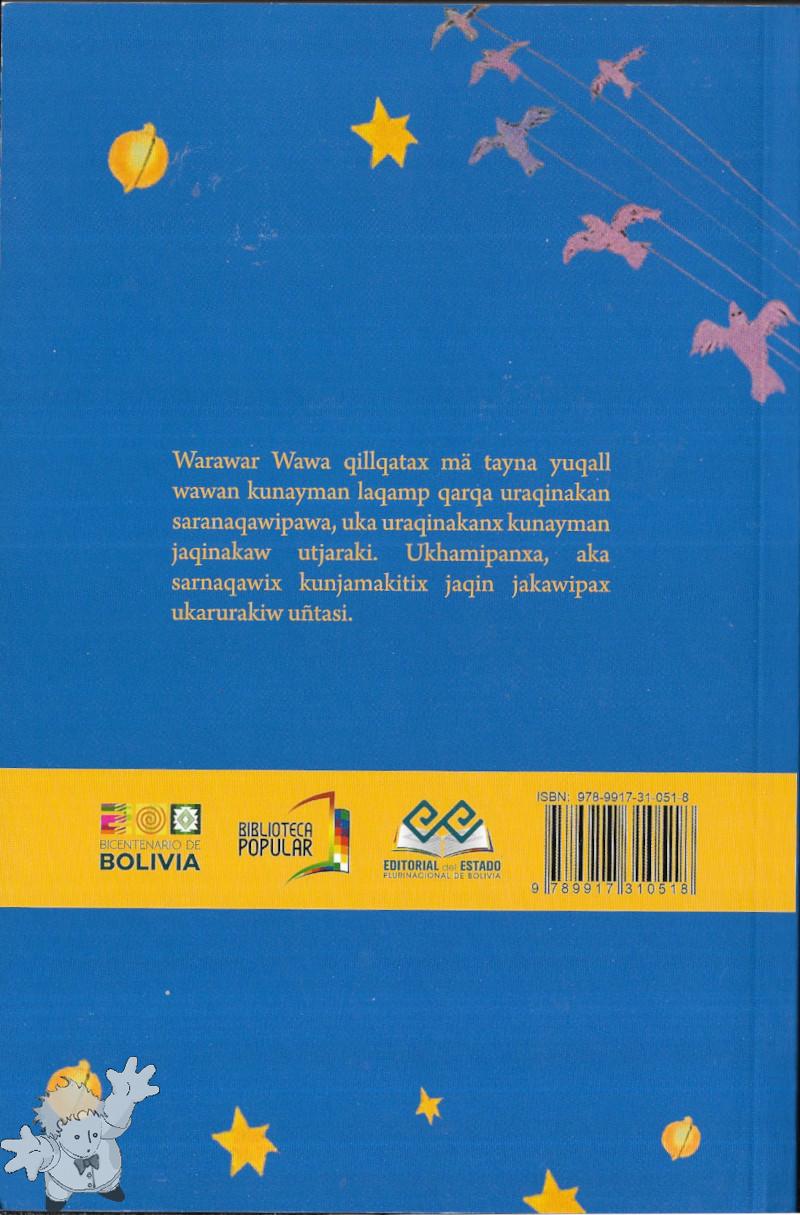 Warawar Wawa qillqatax mä tayna yuqall
wawan kunayman laqamp qarqa uraqinakan
saranaqawipawa, uka uraqinakanx kunayman
jaqinakaw utjaraki. Ukhamipanxa, aka
sarnaqawix kunjamakitix jaqin jakawipax
ukarurakiw uñtasi.
BICENTENARIO DE
BOLIVIA
BIBLIOTECA
POPULAR
EDITORIAL del ESTADO
PLURINACIONAL DE BOLIVIA
ISBN: 978-9917-31-051-8
9 789917 310518